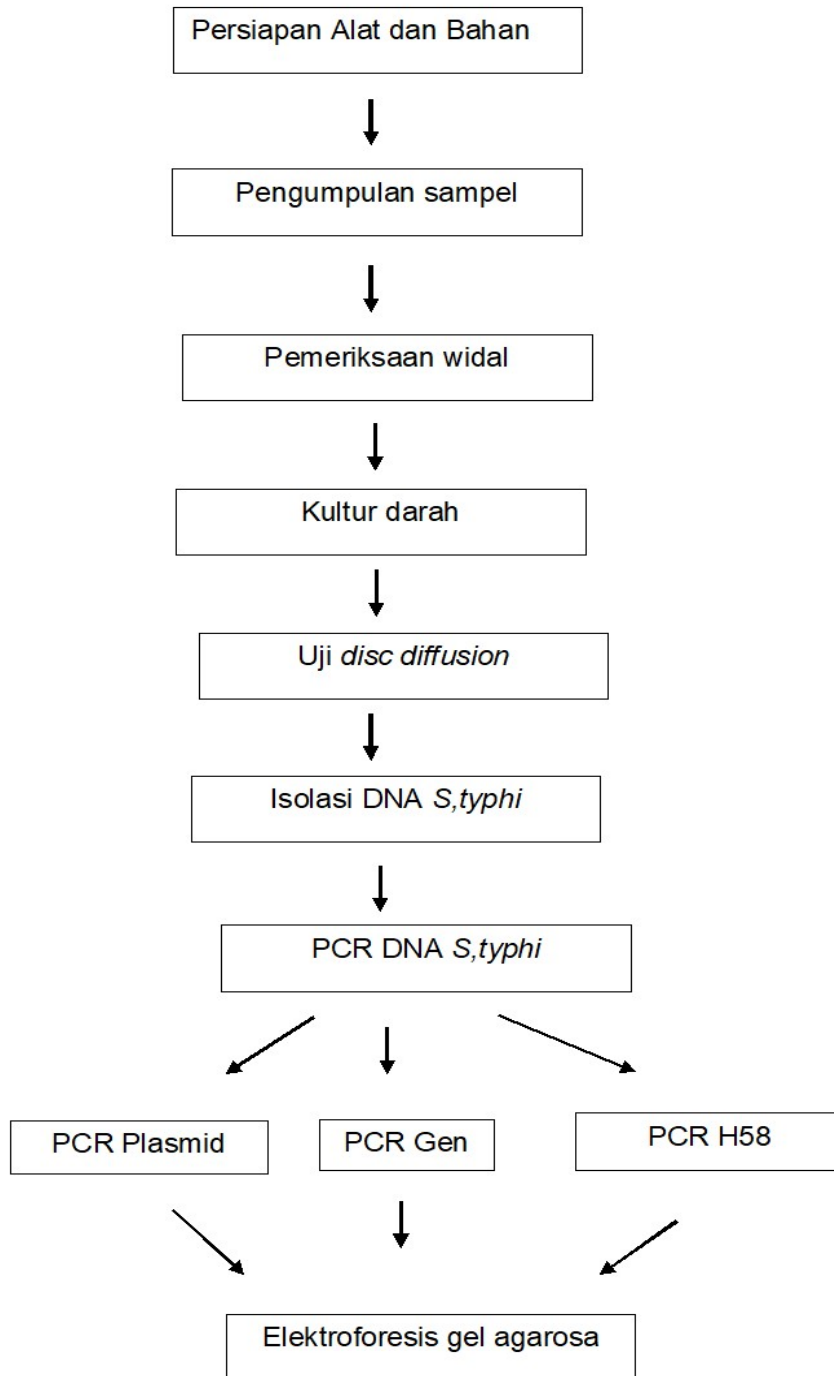 Persiapan Alat dan Bahan
Pengumpulan sampel
Pemeriksaan widal
Kultur darah
Uji disc diffusion
Isolasi DNA S,typhi
PCR DNA S,typhi
PCR Plasmid
PCR Gen
PCR H58
Elektroforesis gel agarosa